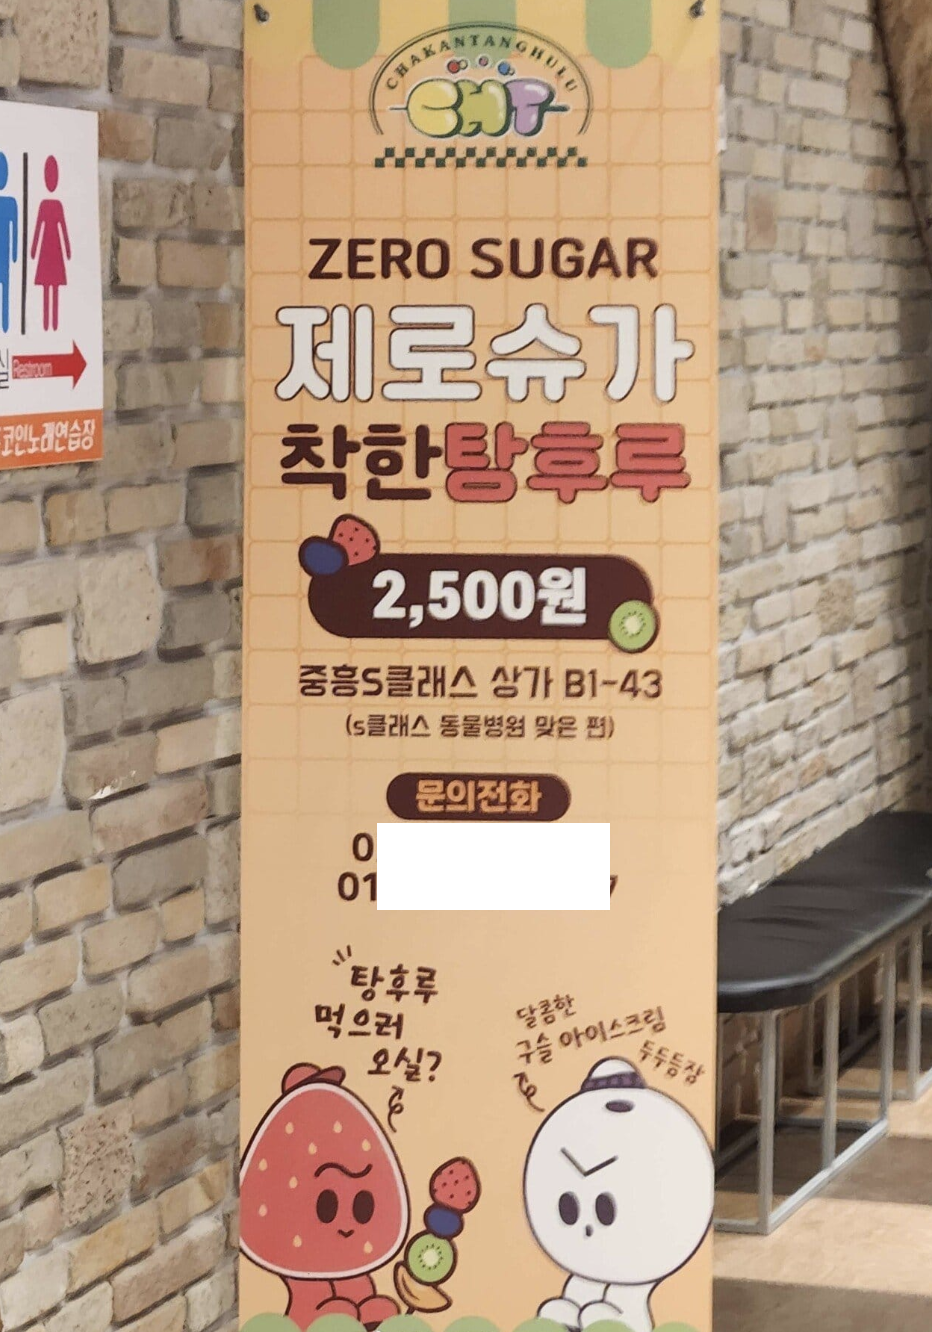 CHAKANTANGHULU
CHT
ZERO SUGAR
제로슈가
착한탕후루
2,500원
중흥S클래스 상가 B1-43
(s클래스 동물병원 맞은 편)
문의전화
0
01 7
탕후루
먹으러
오실?
달콤한
구슬 아이스크림
두두등장
실 Restroom
코인노래연습장